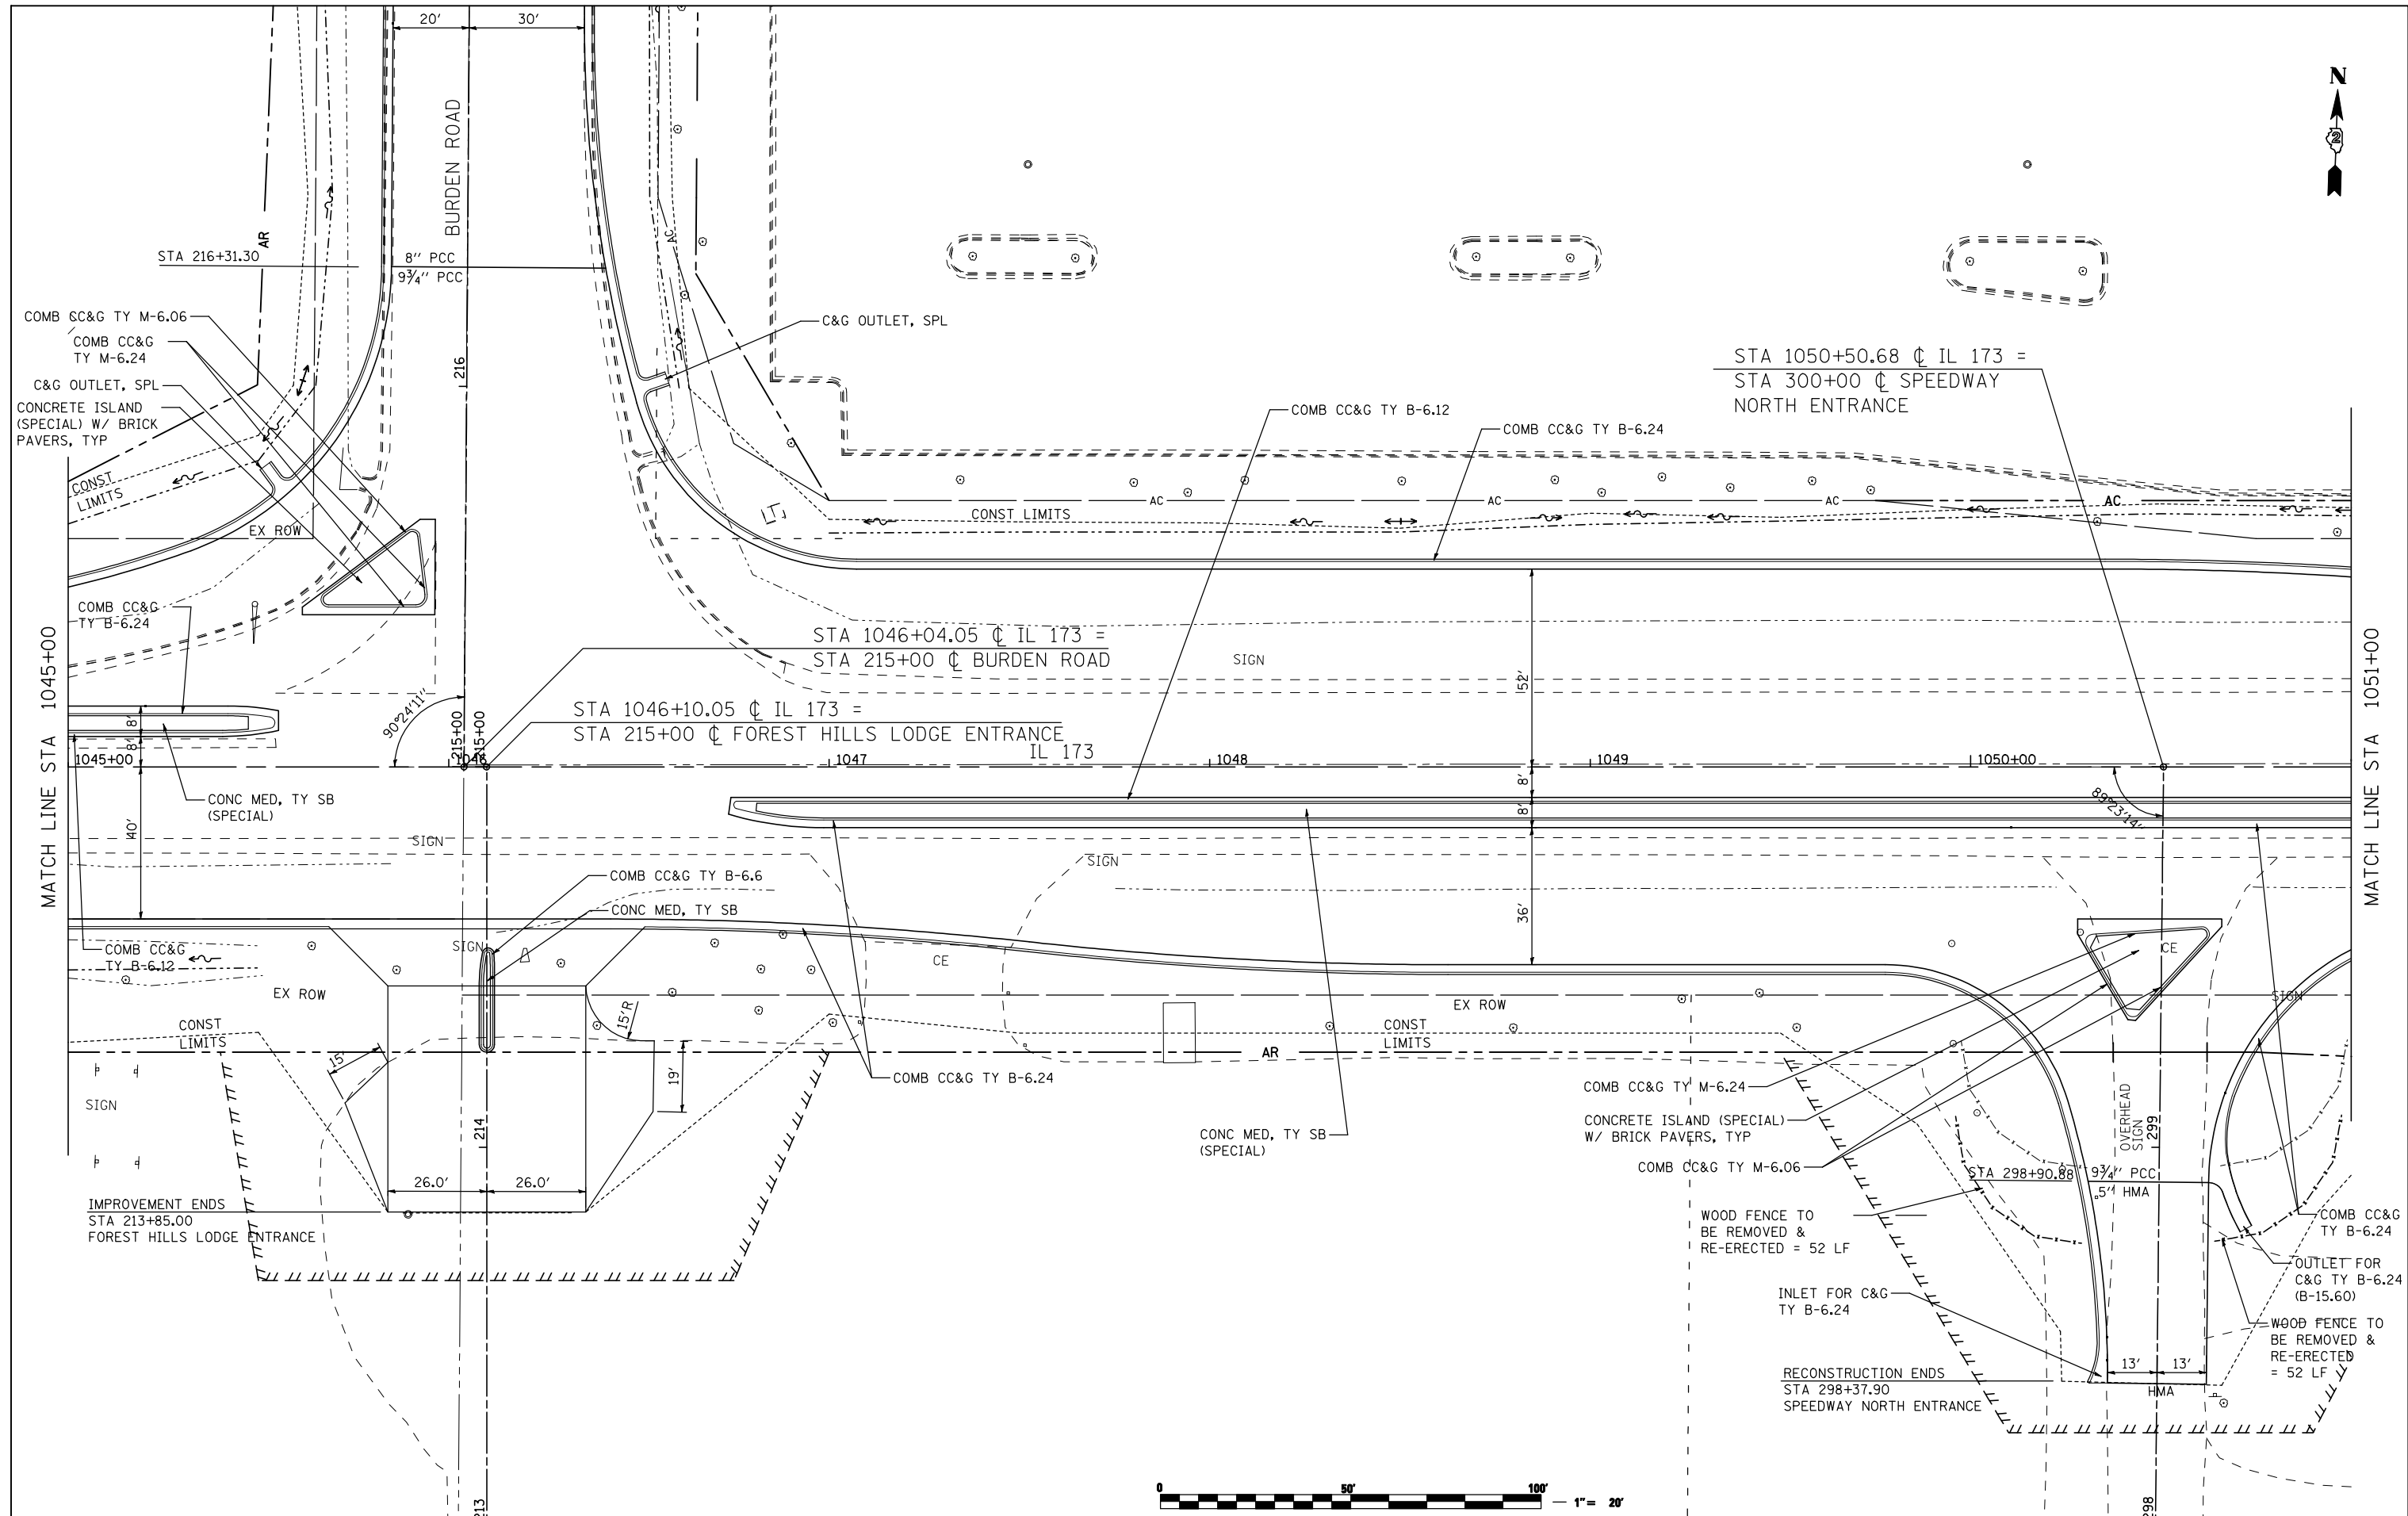 20' 30'
N
2
BURDEN ROAD
AR
STA 216+31.30
8" PCC
9¾" PCC
COMB CC&G TY M-6.06
COMB CC&G
TY M-6.24
C&G OUTLET, SPL
CONCRETE ISLAND
(SPECIAL) W/ BRICK
PAVERS, TYP
216
AC
C&G OUTLET, SPL
COMB CC&G TY B-6.12
COMB CC&G TY B-6.24
STA 1050+50.68 ℄ IL 173 =
STA 300+00 ℄ SPEEDWAY
NORTH ENTRANCE
CONST
LIMITS
EX ROW
AC AC AC AC
CONST LIMITS
COMB CC&G
TY B-6.24
MATCH LINE STA 1045+00
MATCH LINE STA 1051+00
STA 1046+04.05 ℄ IL 173 =
STA 215+00 ℄ BURDEN ROAD
SIGN
52'
90°24'11"
215+00
215+00
STA 1046+10.05 ℄ IL 173 =
STA 215+00 ℄ FOREST HILLS LODGE ENTRANCE
IL 173
8'
8'
1045+00 1046 1047 1048 1049 1050+00
40'
CONC MED, TY SB
(SPECIAL)
8'
8'
89°23'14"
SIGN
SIGN
COMB CC&G TY B-6.6
CONC MED, TY SB
36'
COMB CC&G
TY B-6.12
SIGN
CE
CE
EX ROW
EX ROW
SIGN
CONST
LIMITS
15'R
15'
19'
CONST
LIMITS
AR
COMB CC&G TY B-6.24
COMB CC&G TY M-6.24
SIGN
214
CONC MED, TY SB
(SPECIAL)
CONCRETE ISLAND (SPECIAL)
W/ BRICK PAVERS, TYP
OVERHEAD
SIGN
299
COMB CC&G TY M-6.06
STA 298+90.88
9¾" PCC
5" HMA
26.0' 26.0'
IMPROVEMENT ENDS
STA 213+85.00
FOREST HILLS LODGE ENTRANCE
WOOD FENCE TO
BE REMOVED &
RE-ERECTED = 52 LF
COMB CC&G
TY B-6.24
OUTLET FOR
C&G TY B-6.24
(B-15.60)
INLET FOR C&G
TY B-6.24
WOOD FENCE TO
BE REMOVED &
RE-ERECTED
= 52 LF
RECONSTRUCTION ENDS
STA 298+37.90
SPEEDWAY NORTH ENTRANCE
13' 13'
HMA
0 50' 100'
1" = 20'